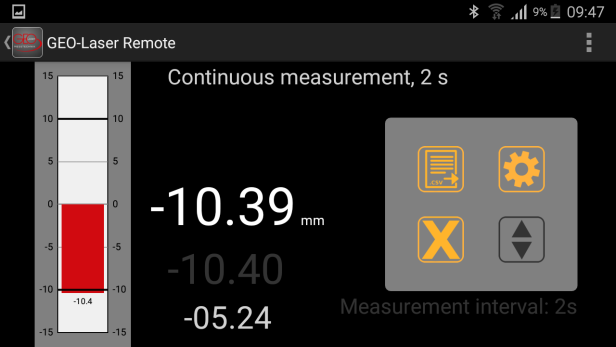 9% 09:47
GEO-Laser Remote
Continuous measurement, 2 s
15 15
10 10
5 5
0 0
-5 -5
-10 -10
-15 -15
-10.4
-10.39 mm
-10.40
-05.24
.CSV
X
Measurement interval: 2s